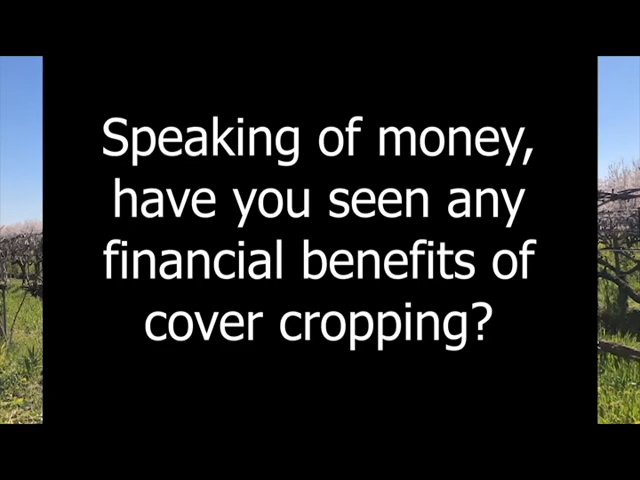 Speaking of money,
have you seen any
financial benefits of
cover cropping?